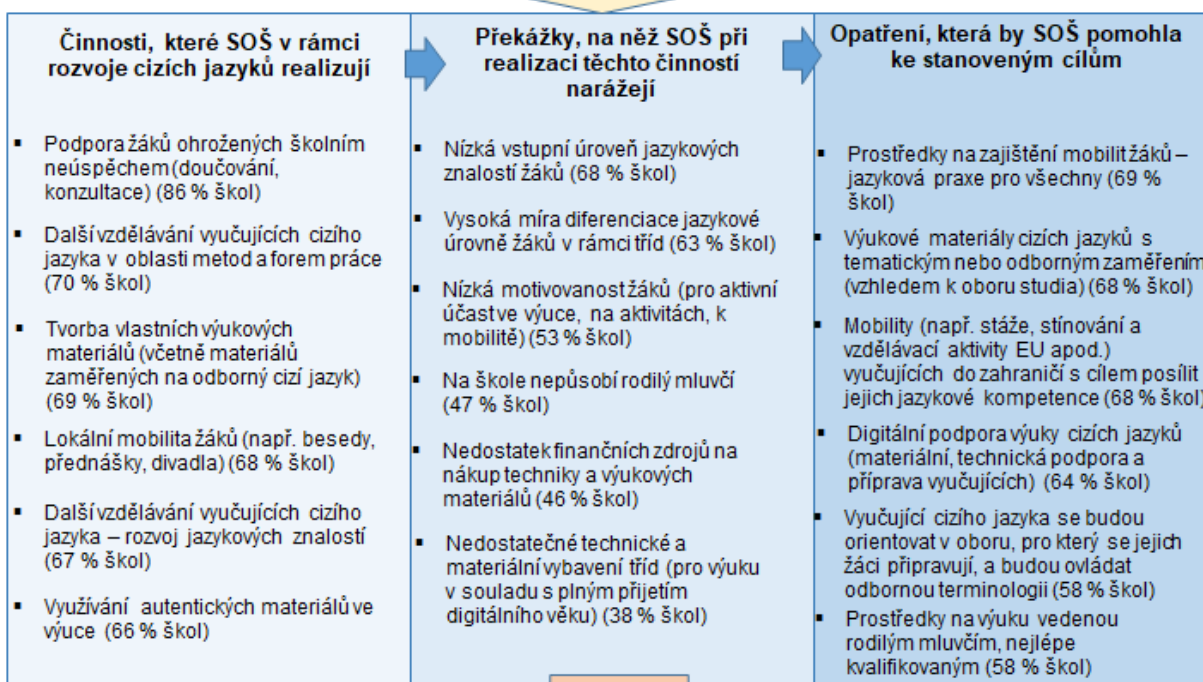 Činnosti, které SOŠ v rámci
rozvoje cizích jazyků realizují
▪ Podpora žáků ohrožených školním
neúspěchem (doučování,
konzultace) (86 % škol)
▪ Další vzdělávání vyučujících cizího
jazyka v oblasti metod a forem práce
(70 % škol)
▪ Tvorba vlastních výukových
materiálů (včetně materiálů
zaměřených na odborný cizí jazyk)
(69 % škol)
▪ Lokální mobilita žáků (např. besedy,
přednášky, divadla) (68 % škol)
▪ Další vzdělávání vyučujících cizího
jazyka – rozvoj jazykových znalostí
(67 % škol)
▪ Využívání autentických materiálů ve
výuce (66 % škol)
Překážky, na něž SOŠ při
realizaci těchto činností
narážejí
▪ Nízká vstupní úroveň jazykových
znalostí žáků (68 % škol)
▪ Vysoká míra diferenciace jazykové
úrovně žáků v rámci tříd (63 % škol)
▪ Nízká motivovanost žáků (pro aktivní
účast ve výuce, na aktivitách, k
mobilitě) (53 % škol)
▪ Na škole nepůsobí rodilý mluvčí
(47 % škol)
▪ Nedostatek finančních zdrojů na
nákup techniky a výukových
materiálů (46 % škol)
▪ Nedostatečné technické a
materiální vybavení tříd (pro výuku
v souladu s plným přijetím
digitálního věku) (38 % škol)
Opatření, která by SOŠ pomohla
ke stanoveným cílům
▪ Prostředky na zajištění mobilit žáků –
jazyková praxe pro všechny (69 %
škol)
▪ Výukové materiály cizích jazyků s
tematickým nebo odborným zaměřením
(vzhledem k oboru studia) (68 % škol)
▪ Mobility (např. stáže, stínování a
vzdělávací aktivity EU apod.)
vyučujících do zahraničí s cílem posílit
jejich jazykové kompetence (68 % škol)
▪ Digitální podpora výuky cizích jazyků
(materiální, technická podpora a
příprava vyučujících) (64 % škol)
▪ Vyučující cizího jazyka se budou
orientovat v oboru, pro který se jejich
žáci připravují, a budou ovládat
odbornou terminologii (58 % škol)
▪ Prostředky na výuku vedenou
rodilým mluvčím, nejlépe
kvalifikovaným (58 % škol)